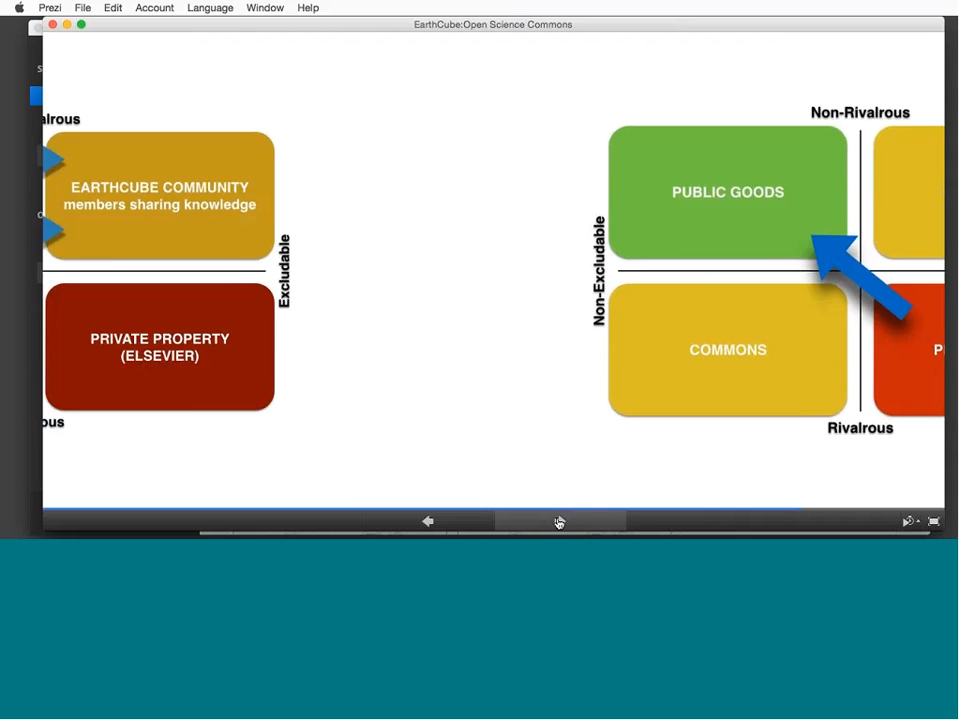 Prezi File Edit Account Language Window Help
EarthCube:Open Science Commons
alrous
EARTHCUBE COMMUNITY
members sharing knowledge
Excludable
PRIVATE PROPERTY
(ELSEVIER)
ous
Non-Rivalrous
PUBLIC GOODS
Non-Excludable
COMMONS
P
Rivalrous